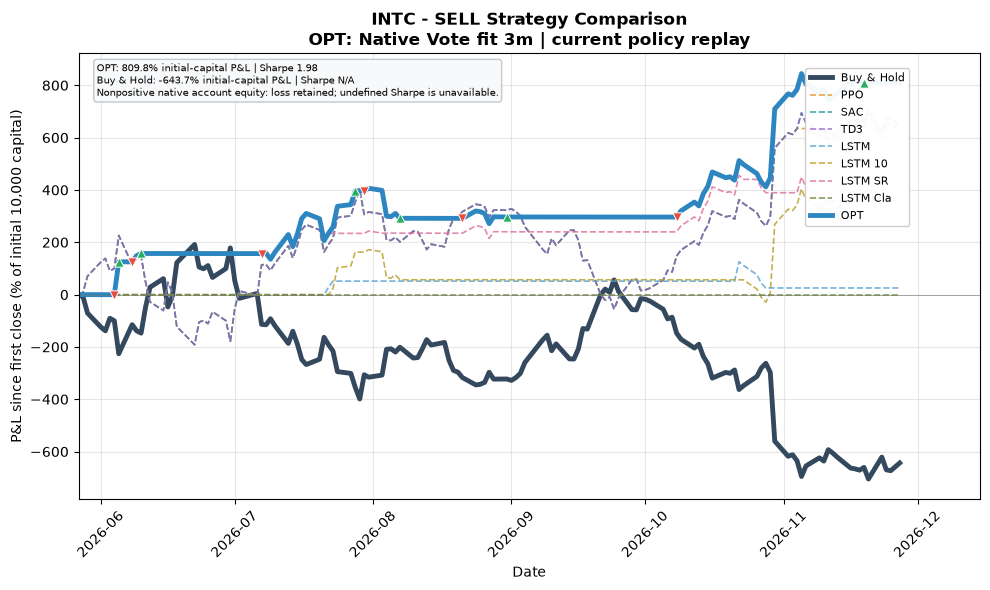 INTC - SELL Strategy Comparison
OPT: Native Vote fit 3m | current policy replay
OPT: 809.8% initial-capital P&L | Sharpe 1.98
Buy & Hold: -643.7% initial-capital P&L | Sharpe N/A
Nonpositive native account equity: loss retained; undefined Sharpe is unavailable.
Buy & Hold
PPO
SAC
TD3
LSTM
LSTM 10
LSTM SR
LSTM Cla
OPT
P&L since first close (% of initial 10,000 capital)
800
600
400
200
0
−200
−400
−600
2026-06
2026-07
2026-08
2026-09
2026-10
2026-11
2026-12
Date